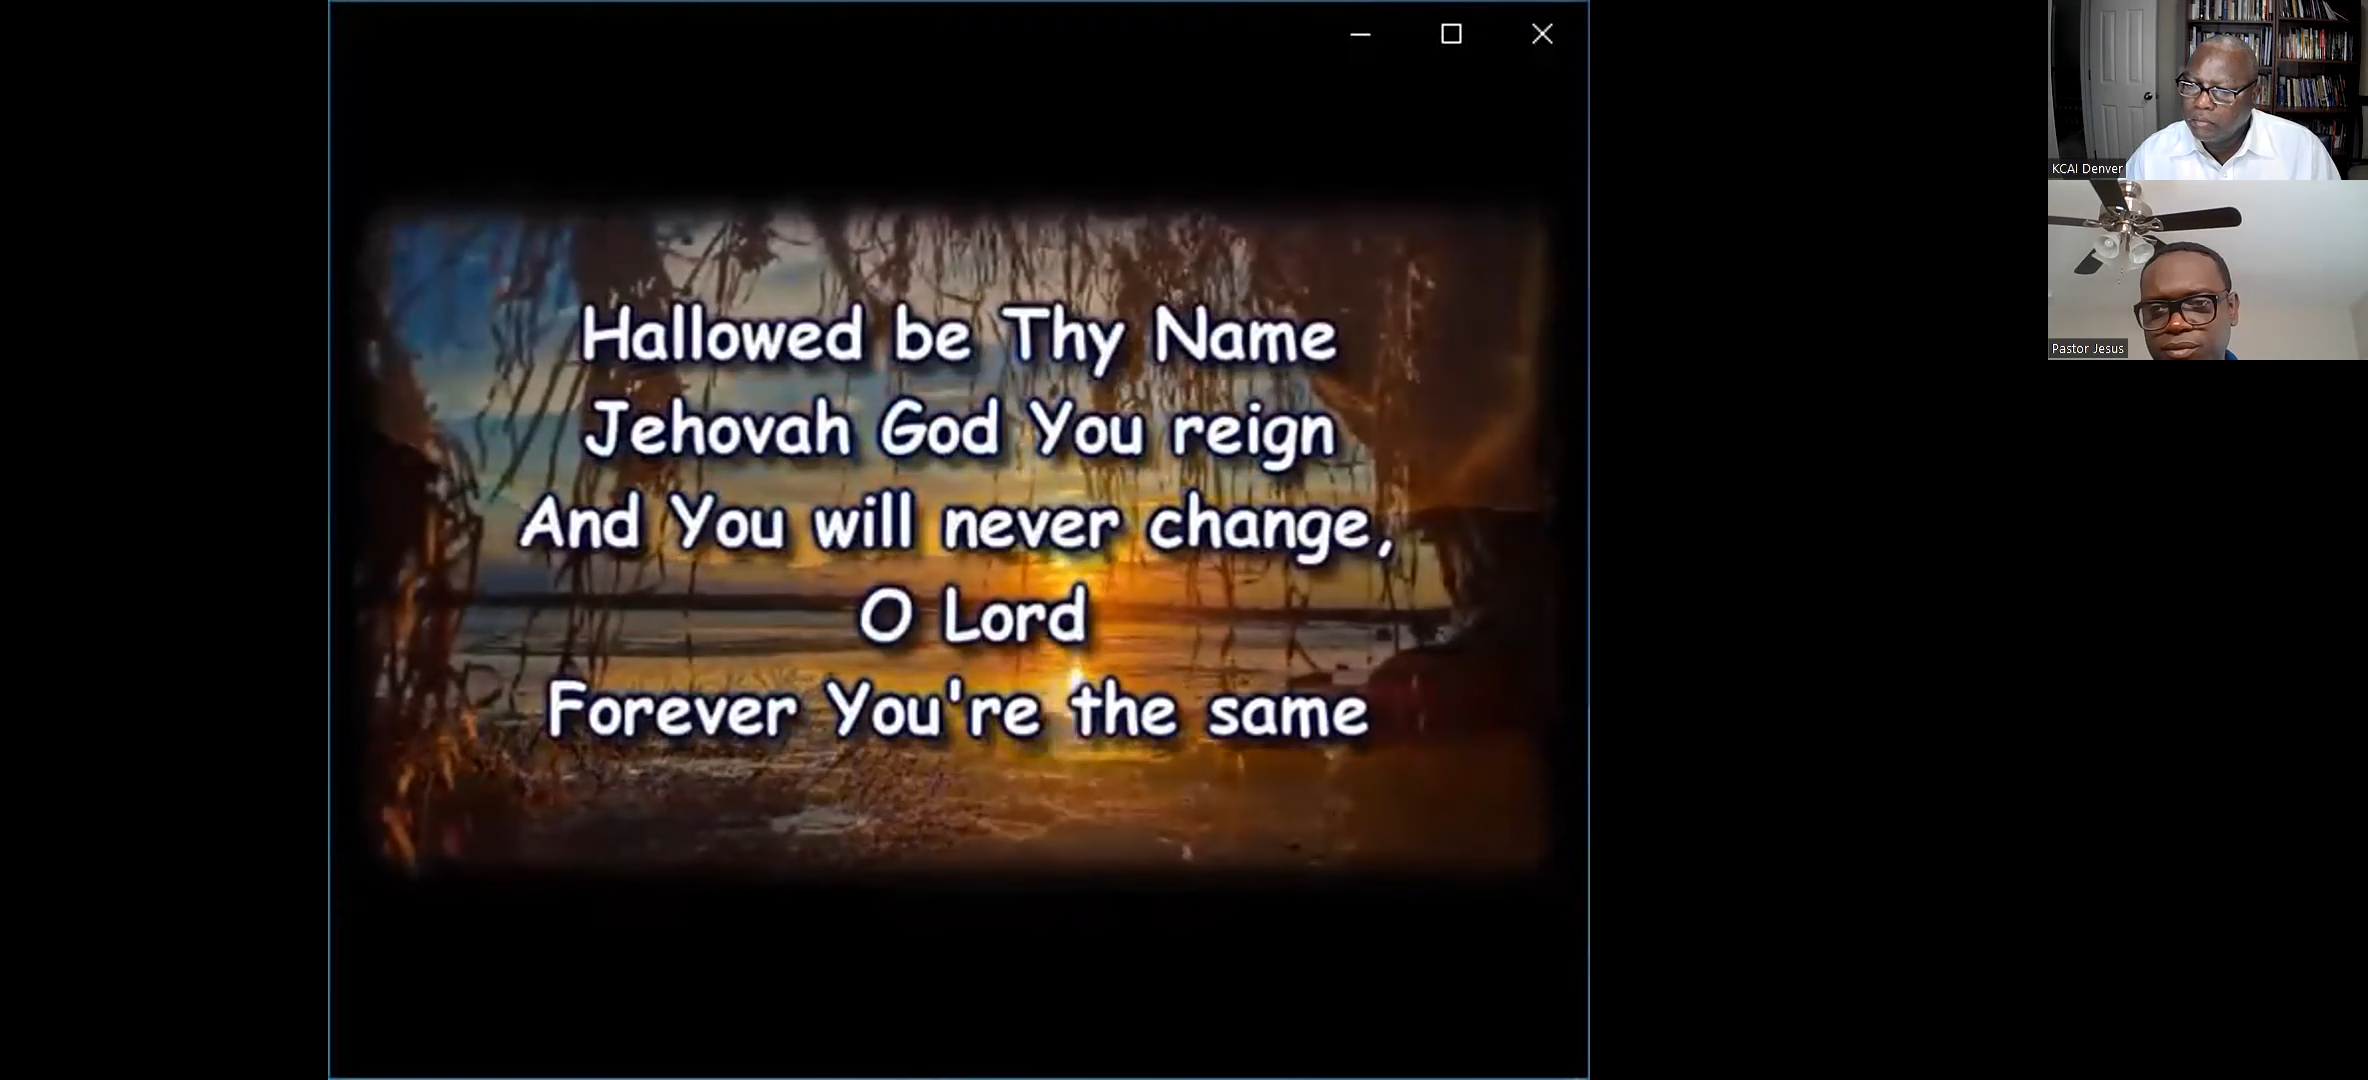 Hallowed be Thy Name
Jehovah God You reign
And You will never change,
O Lord
Forever You're the same
KCAI Denver
Pastor Jesus